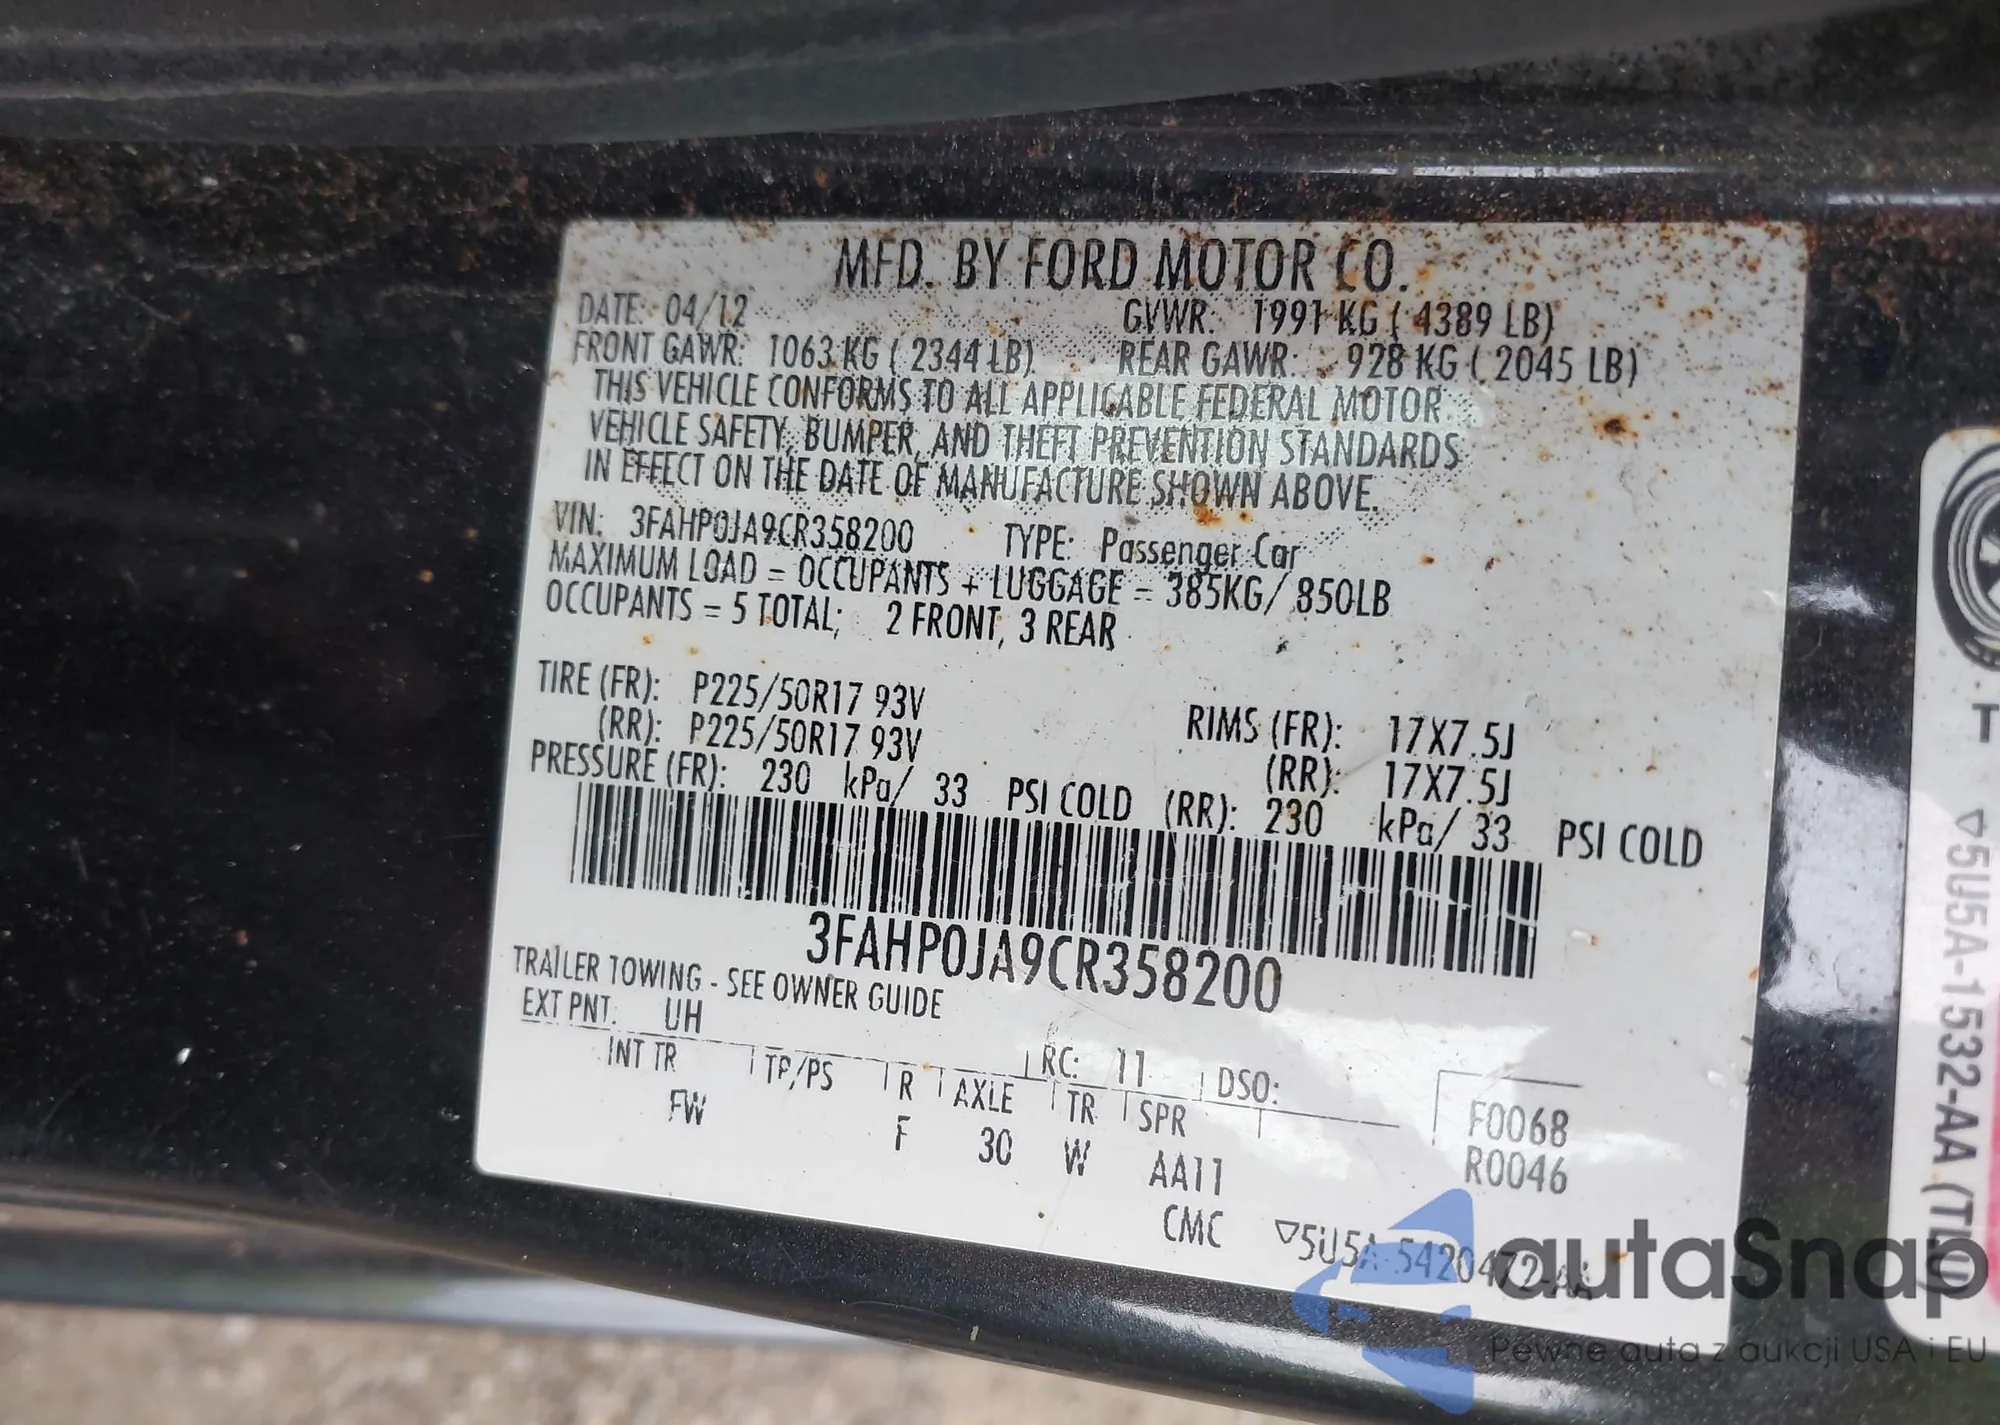 MFD. BY FORD MOTOR CO.
DATE: 04/12 GVWR: 1991 KG ( 4389 LB)
FRONT GAWR: 1063 KG ( 2344 LB) REAR GAWR: 928 KG ( 2045 LB)
THIS VEHICLE CONFORMS TO ALL APPLICABLE FEDERAL MOTOR
VEHICLE SAFETY, BUMPER, AND THEFT PREVENTION STANDARDS
IN EFFECT ON THE DATE OF MANUFACTURE SHOWN ABOVE.
VIN: 3FAHP0JA9CR358200 TYPE: Passenger Car
MAXIMUM LOAD = OCCUPANTS + LUGGAGE = 385KG/ 850LB
OCCUPANTS = 5 TOTAL; 2 FRONT, 3 REAR
TIRE (FR): P225/50R17 93V RIMS (FR): 17X7.5J
(RR): P225/50R17 93V (RR): 17X7.5J
PRESSURE (FR): 230 kPa/ 33 PSI COLD (RR): 230 kPa/ 33 PSI COLD
3FAHP0JA9CR358200
TRAILER TOWING - SEE OWNER GUIDE
EXT PNT: UH RC: 11 DSO:
INT TR TP/PS R AXLE TR SPR F0068
FW F 30 W AA11 R0046
CMC ▽5U5A-5420472-AA
T ▽5U5A-1532-AA
autaSnap
Pewne auta z aukcji USA i EU